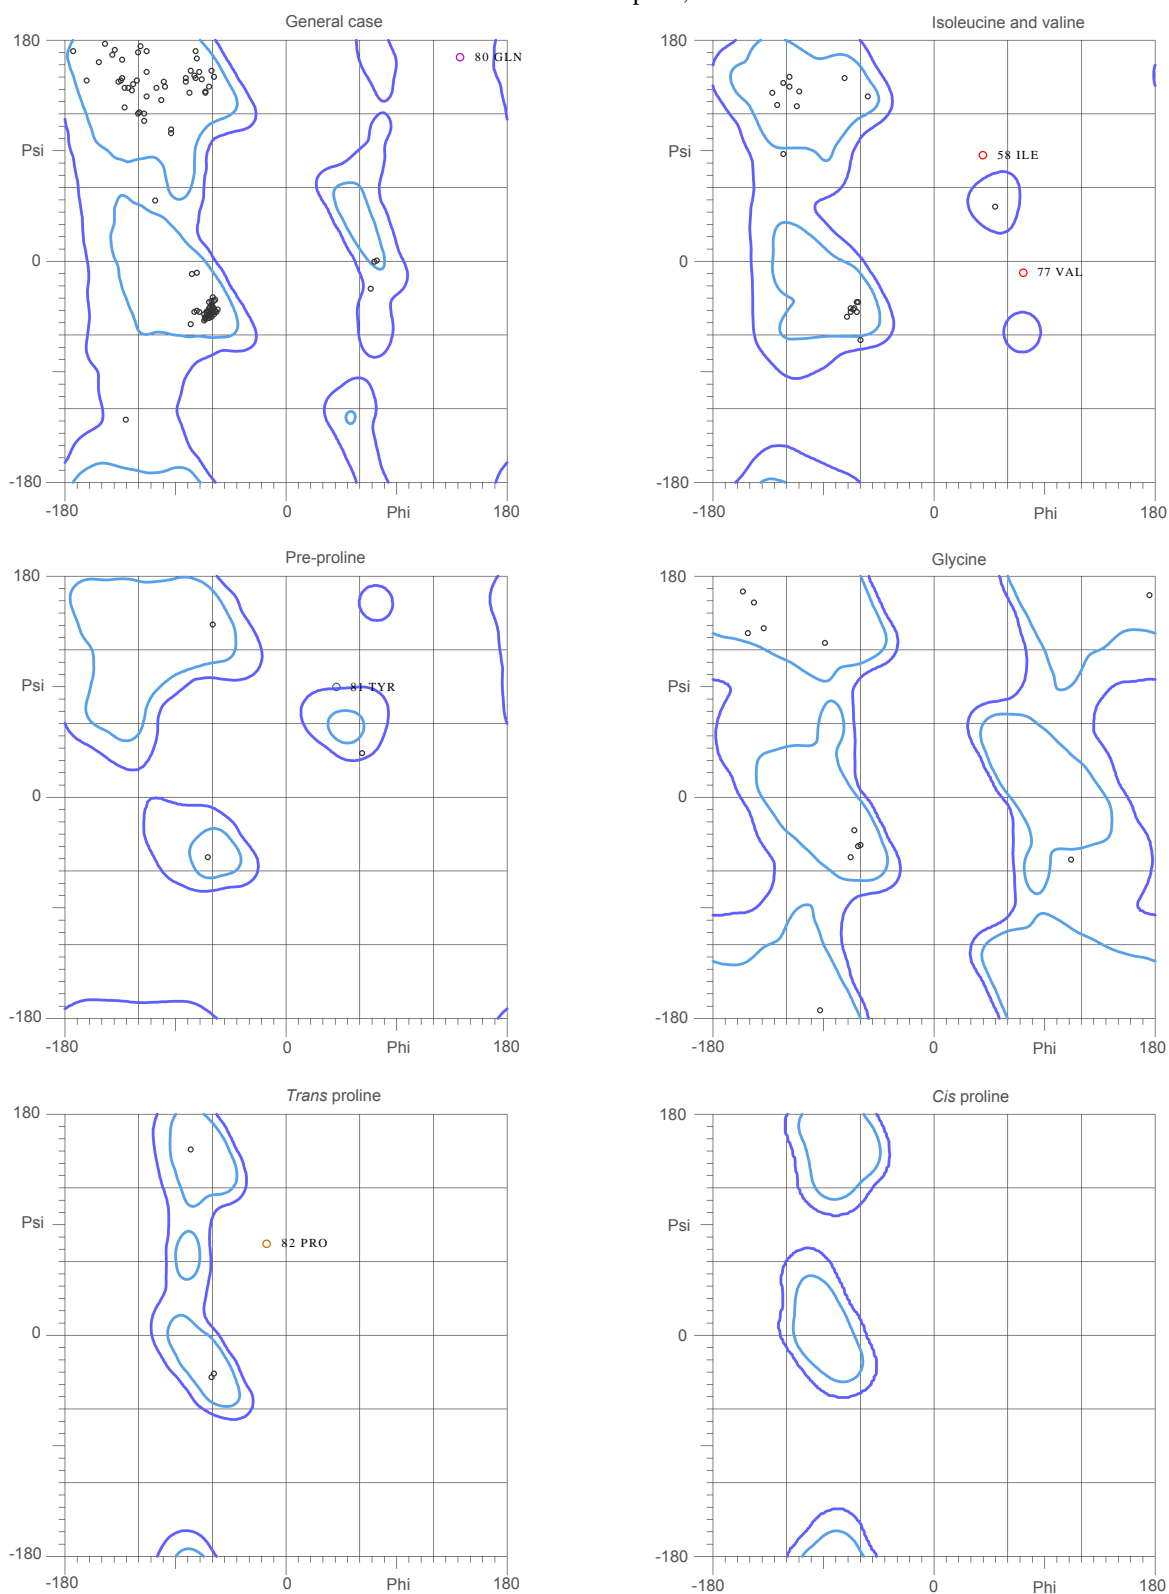 General case
180
80 GLN
Psi
0
-180
-180
0
Phi
180
Isoleucine and valine
180
Psi
58 ILE
0
77 VAL
-180
-180
0
Phi
180
Pre-proline
180
Psi
81 TYR
0
-180
-180
0
Phi
180
Glycine
180
Psi
0
-180
-180
0
Phi
180
Trans proline
180
Psi
82 PRO
0
-180
-180
0
Phi
180
Cis proline
180
Psi
0
-180
-180
0
Phi
180